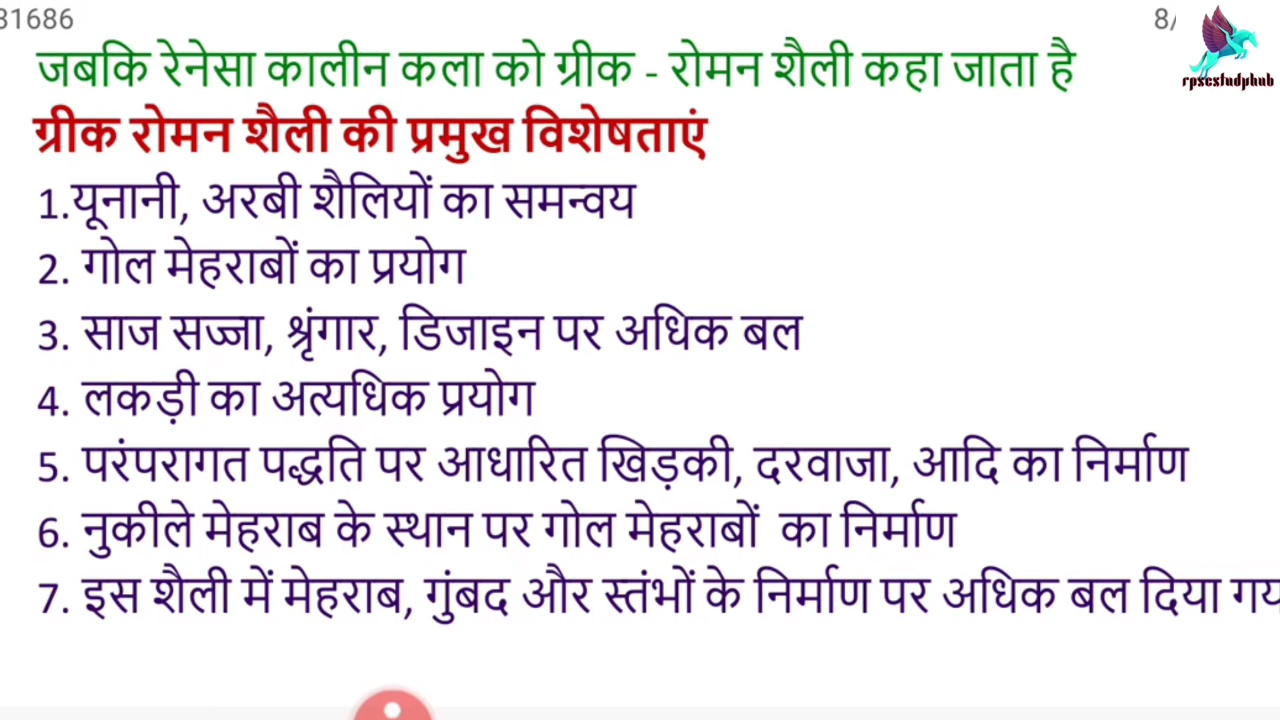 31686
8/
rpscstudyhub
जबकि रेनेसा कालीन कला को ग्रीक - रोमन शैली कहा जाता है
ग्रीक रोमन शैली की प्रमुख विशेषताएं
1.यूनानी, अरबी शैलियों का समन्वय
2. गोल मेहराबों का प्रयोग
3. साज सज्जा, श्रृंगार, डिजाइन पर अधिक बल
4. लकड़ी का अत्यधिक प्रयोग
5. परंपरागत पद्धति पर आधारित खिड़की, दरवाजा, आदि का निर्माण
6. नुकीले मेहराब के स्थान पर गोल मेहराबों का निर्माण
7. इस शैली में मेहराब, गुंबद और स्तंभों के निर्माण पर अधिक बल दिया